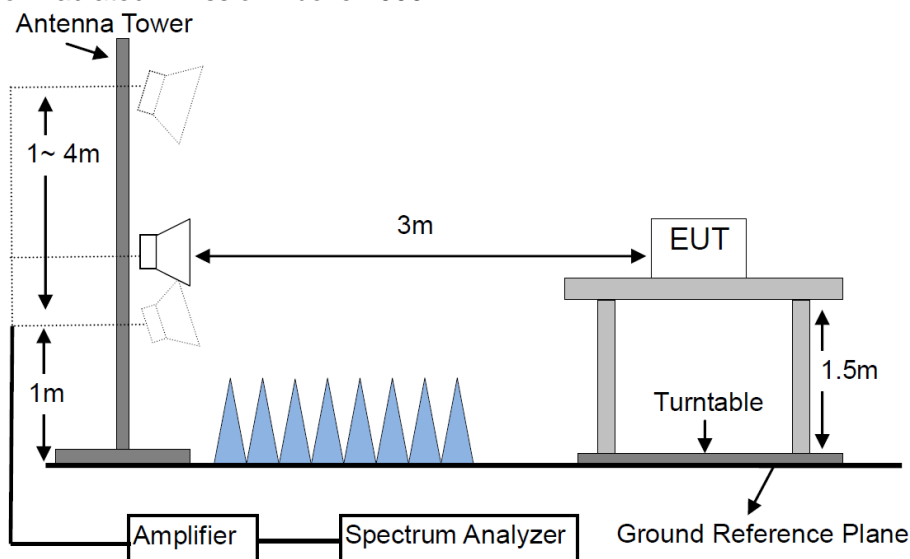 Antenna Tower
1~ 4m
3m
EUT
1m
1.5m
Turntable
Amplifier
Spectrum Analyzer
Ground Reference Plane